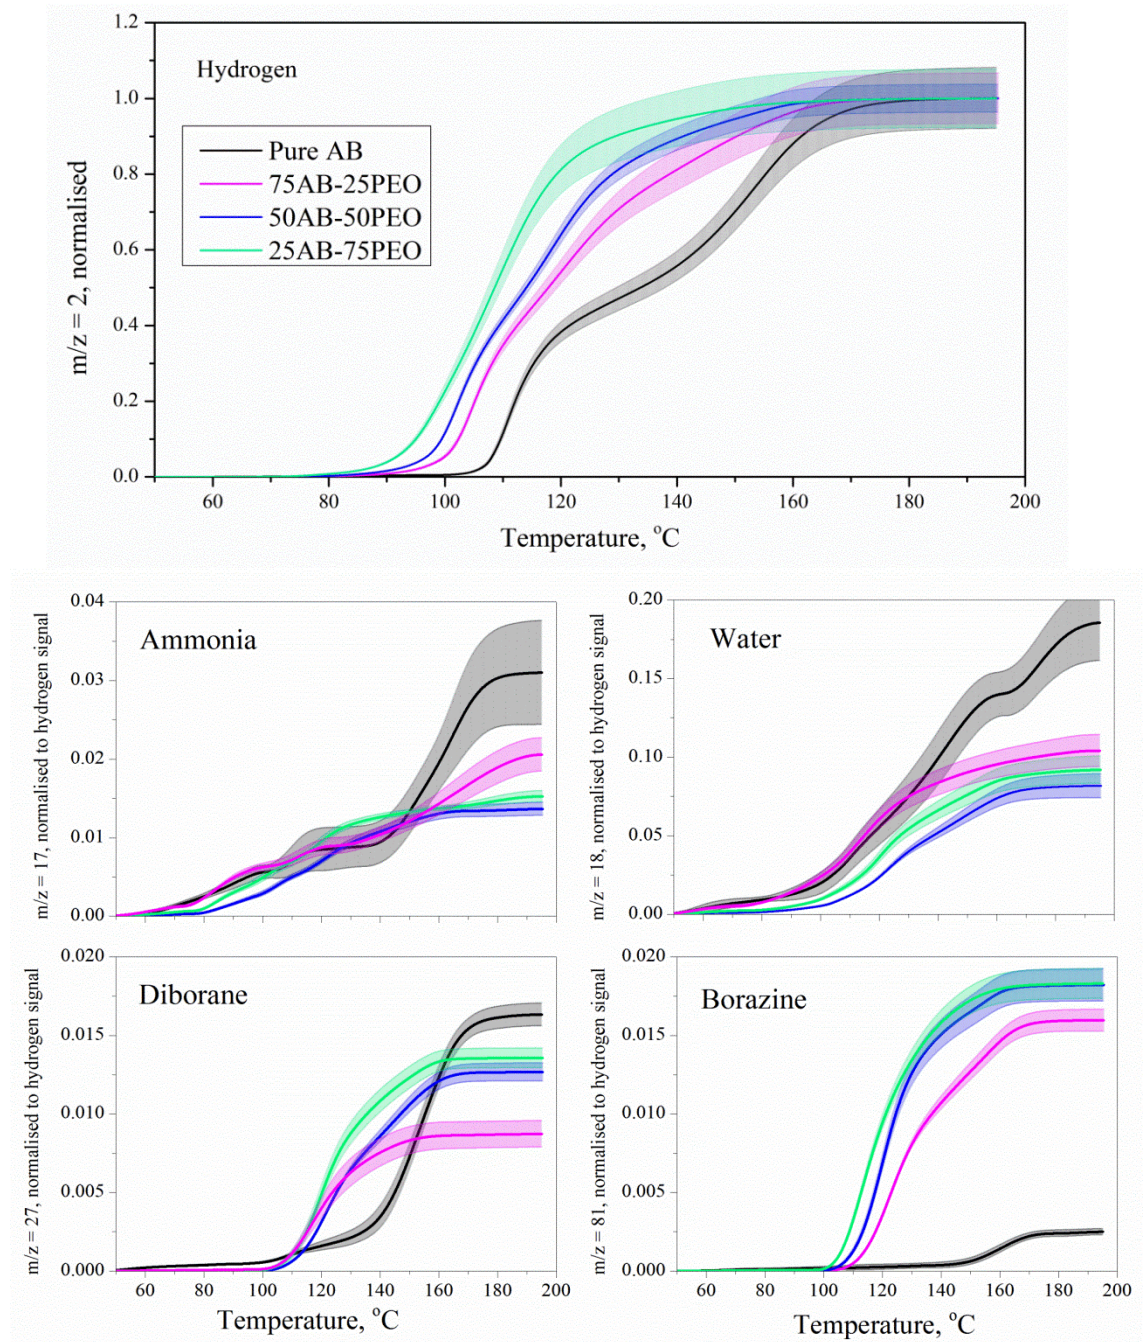 1.2
1.0
0.8
0.6
0.4
0.2
0.0
m/z = 2, normalised
Hydrogen
Pure AB
75AB-25PEO
50AB-50PEO
25AB-75PEO
60 80 100 120 140 160 180 200
Temperature, °C
0.04
0.03
0.02
0.01
0.00
m/z = 17, normalised to hydrogen signal
Ammonia
0.20
0.15
0.10
0.05
0.00
m/z = 18, normalised to hydrogen signal
Water
0.020
0.015
0.010
0.005
0.000
m/z = 27, normalised to hydrogen signal
Diborane
60 80 100 120 140 160 180 200
Temperature, °C
0.020
0.015
0.010
0.005
0.000
m/z = 81, normalised to hydrogen signal
Borazine
60 80 100 120 140 160 180 200
Temperature, °C